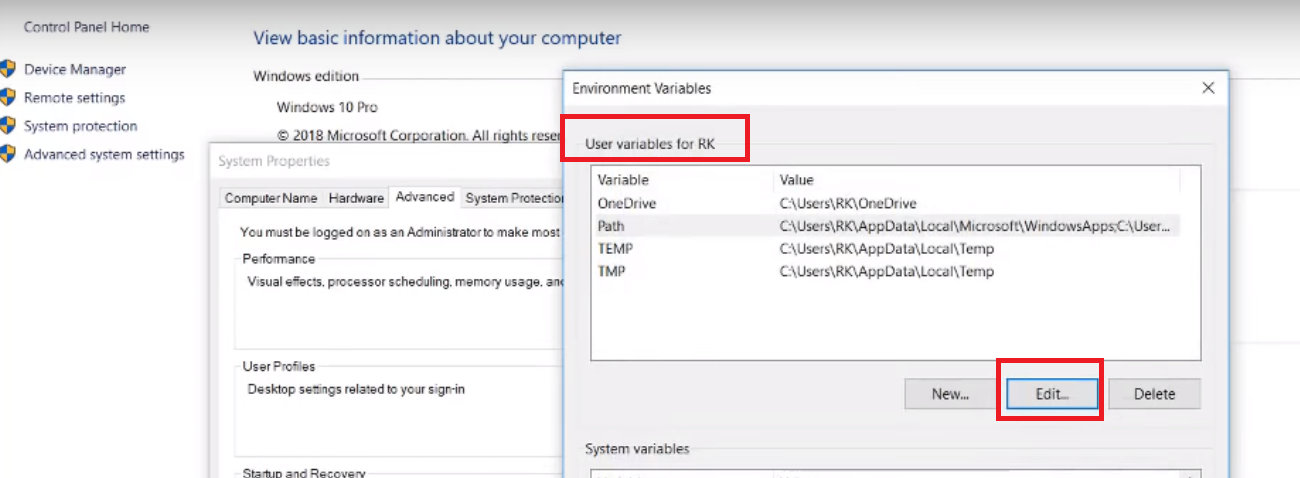 Control Panel Home
Device Manager
Remote settings
System protection
Advanced system settings
View basic information about your computer
Windows edition
Windows 10 Pro
© 2018 Microsoft Corporation. All rights reser
System Properties
Computer Name Hardware Advanced System Protection
You must be logged on as an Administrator to make most
Performance
Visual effects, processor scheduling, memory usage, and
User Profiles
Desktop settings related to your sign-in
Startup and Recovery
Environment Variables
User variables for RK
Variable Value
OneDrive C:\Users\RK\OneDrive
Path C:\Users\RK\AppData\Local\Microsoft\WindowsApps;C:\User...
TEMP C:\Users\RK\AppData\Local\Temp
TMP C:\Users\RK\AppData\Local\Temp
New... Edit... Delete
System variables